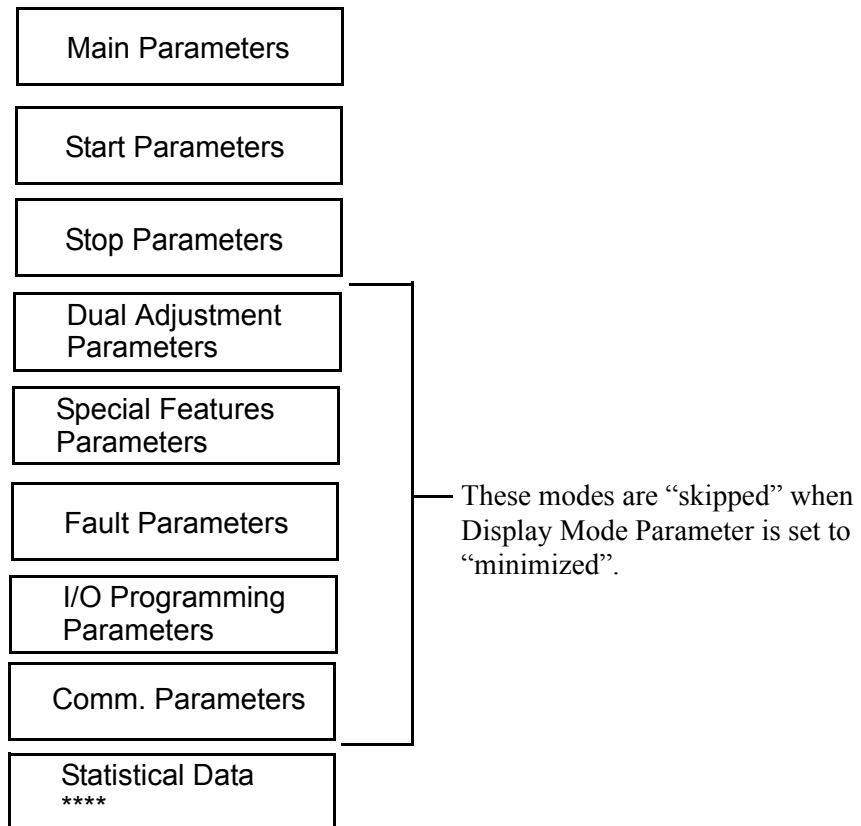 Main Parameters
Start Parameters
Stop Parameters
Dual Adjustment
Parameters
Special Features
Parameters
Fault Parameters
I/O Programming
Parameters
Comm. Parameters
Statistical Data
****
These modes are “skipped” when
Display Mode Parameter is set to
“minimized”.